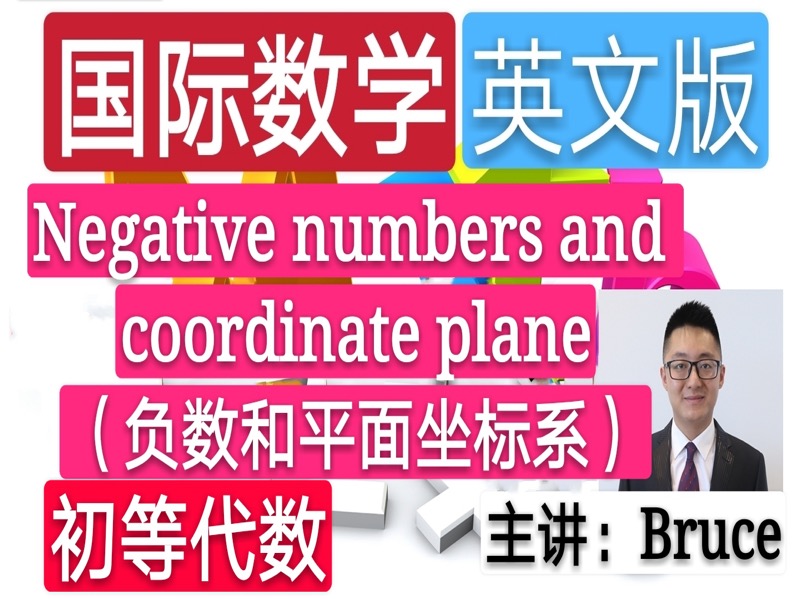 国际数学 英文版
Negative numbers and
coordinate plane
（负数和平面坐标系）
初等代数
主讲：Bruce